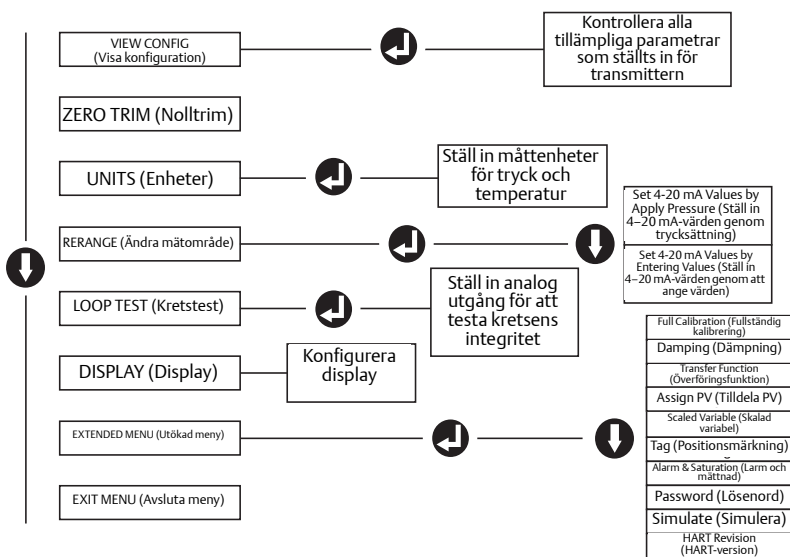 VIEW CONFIG
(Visa konfiguration)
Kontrollera alla
tillämpliga parametrar
som ställts in för
transmittern
ZERO TRIM (Nolltrim)
UNITS (Enheter)
Ställ in måttenheter
för tryck och
temperatur
RERANGE (Ändra mätområde)
Set 4-20 mA Values by
Apply Pressure (Ställ in
4–20 mA-värden genom
trycksättning)
Set 4-20 mA Values by
Entering Values (Ställ in
4–20 mA-värden genom att
ange värden)
LOOP TEST (Kretstest)
Ställ in analog
utgång för att
testa kretsens
integritet
DISPLAY (Display)
Konfigurera
display
EXTENDED MENU (Utökad meny)
Full Calibration (Fullständig
kalibrering)
Damping (Dämpning)
Transfer Function
(Överföringsfunktion)
Assign PV (Tilldela PV)
Scaled Variable (Skalad
variabel)
Tag (Positionsmärkning)
Alarm & Saturation (Larm och
mättnad)
Password (Lösenord)
Simulate (Simulera)
HART Revision
(HART-version)
EXIT MENU (Avsluta meny)